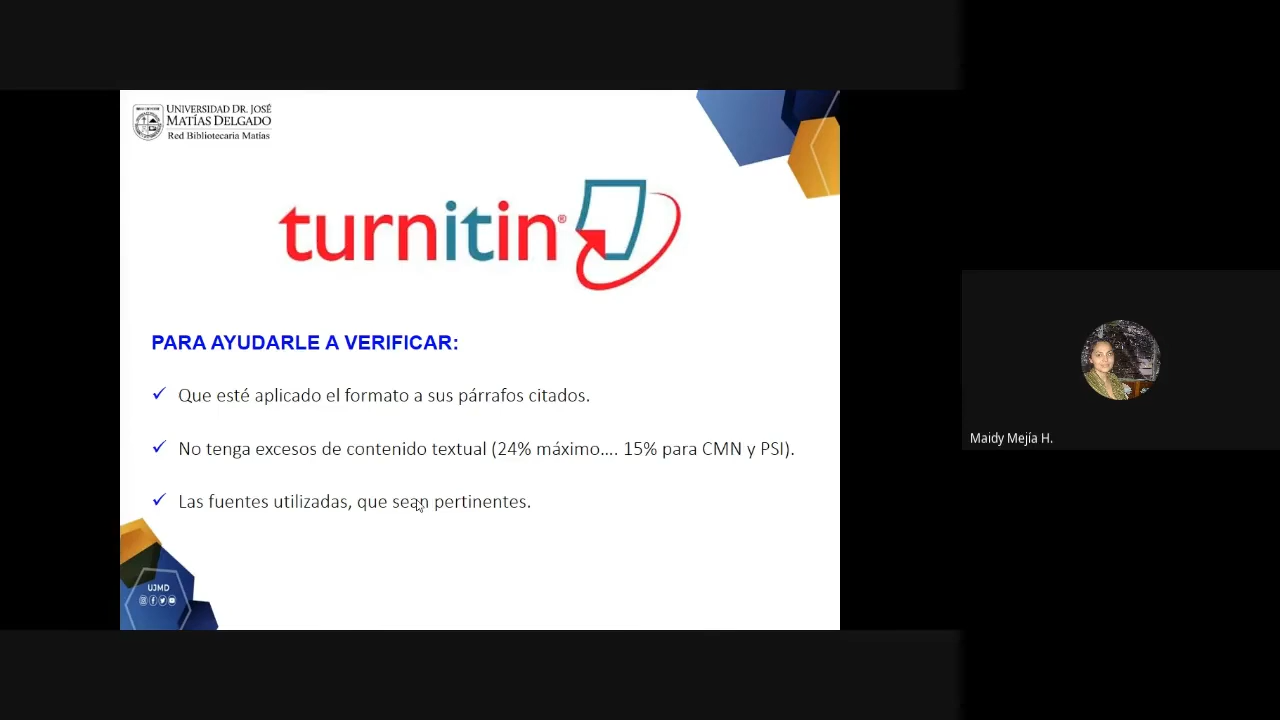 UNIVERSIDAD DR. JOSÉ
MATÍAS DELGADO
Red Bibliotecaria Matías
turnitin®
PARA AYUDARLE A VERIFICAR:
✓ Que esté aplicado el formato a sus párrafos citados.
✓ No tenga excesos de contenido textual (24% máximo.... 15% para CMN y PSI).
✓ Las fuentes utilizadas, que sean pertinentes.
UJMD
Maidy Mejía H.